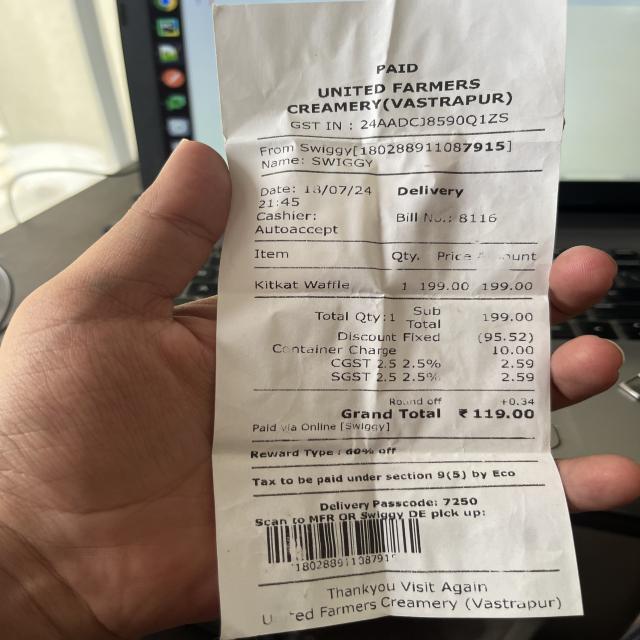 PAID
UNITED FARMERS
CREAMERY(VASTRAPUR)
GST IN : 24AADCJ8590Q1ZS
From Swiggy[180288911087915]
Name: SWIGGY
Date: 13/07/24 Delivery
21:45
Cashier: Bill No.: 8116
Autoaccept
Item Qty. Price
Kitkat Waffle 1 199.00 199.00
Total Qty:1 Sub Total 199.00
Discount Fixed (95.52)
Container Charge 10.00
CGST 2.5 2.5% 2.59
SGST 2.5 2.5% 2.59
Round off +0.34
Grand Total ₹119.00
Paid via Online [Swiggy]
Reward Type : 60% off
Tax to be paid under section 9(5) by Eco
Delivery Passcode: 7250
Scan to MFR OR Swiggy DE pick up:
Thankyou Visit Again
Farmers Creamery (Vastrapur)